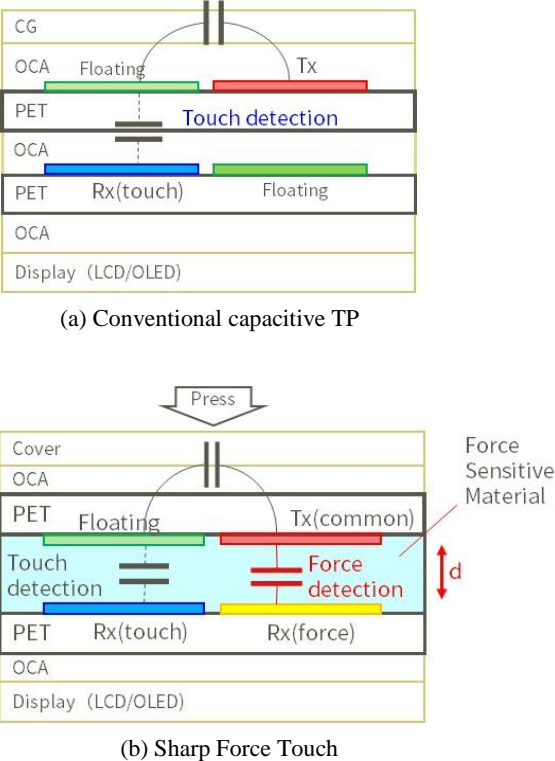 CG
OCA
Floating
Tx
PET
Touch detection
OCA
PET
Rx(touch)
Floating
OCA
Display (LCD/OLED)
(a) Conventional capacitive TP
Press
Cover
OCA
Force
Sensitive
Material
PET
Floating
Tx(common)
Touch
detection
Force
detection
d
PET
Rx(touch)
Rx(force)
OCA
Display (LCD/OLED)
(b) Sharp Force Touch